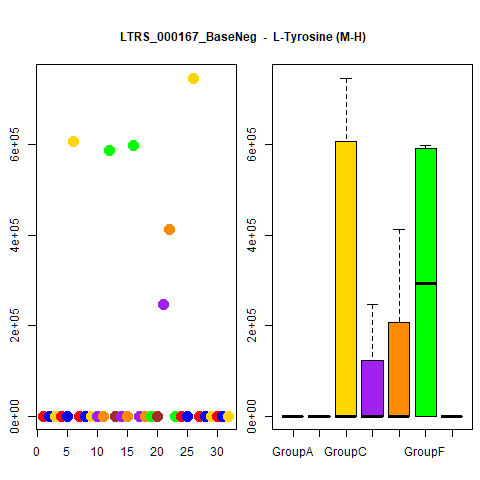 LTRS_000167_BaseNeg - L-Tyrosine (M-H)
0e+00 2e+05 4e+05 6e+05
0 5 10 15 20 25 30
0e+00 2e+05 4e+05 6e+05
GroupA GroupC GroupF